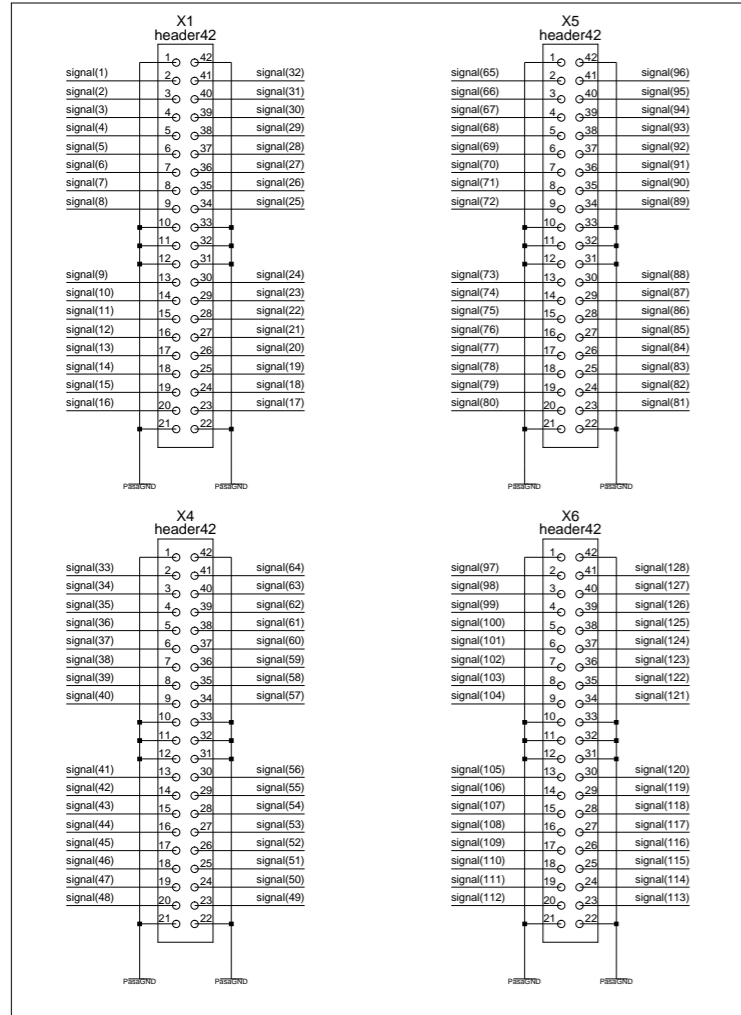 X1
header42
1 42
signal(1) 2 41 signal(32)
signal(2) 3 40 signal(31)
signal(3) 4 39 signal(30)
signal(4) 5 38 signal(29)
signal(5) 6 37 signal(28)
signal(6) 7 36 signal(27)
signal(7) 8 35 signal(26)
signal(8) 9 34 signal(25)
10 33
11 32
12 31
signal(9) 13 30 signal(24)
signal(10) 14 29 signal(23)
signal(11) 15 28 signal(22)
signal(12) 16 27 signal(21)
signal(13) 17 26 signal(20)
signal(14) 18 25 signal(19)
signal(15) 19 24 signal(18)
signal(16) 20 23 signal(17)
21 22
PasaGND PasaGND
X5
header42
1 42
signal(65) 2 41 signal(96)
signal(66) 3 40 signal(95)
signal(67) 4 39 signal(94)
signal(68) 5 38 signal(93)
signal(69) 6 37 signal(92)
signal(70) 7 36 signal(91)
signal(71) 8 35 signal(90)
signal(72) 9 34 signal(89)
10 33
11 32
12 31
signal(73) 13 30 signal(88)
signal(74) 14 29 signal(87)
signal(75) 15 28 signal(86)
signal(76) 16 27 signal(85)
signal(77) 17 26 signal(84)
signal(78) 18 25 signal(83)
signal(79) 19 24 signal(82)
signal(80) 20 23 signal(81)
21 22
PasaGND PasaGND
X4
header42
1 42
signal(33) 2 41 signal(64)
signal(34) 3 40 signal(63)
signal(35) 4 39 signal(62)
signal(36) 5 38 signal(61)
signal(37) 6 37 signal(60)
signal(38) 7 36 signal(59)
signal(39) 8 35 signal(58)
signal(40) 9 34 signal(57)
10 33
11 32
12 31
signal(41) 13 30 signal(56)
signal(42) 14 29 signal(55)
signal(43) 15 28 signal(54)
signal(44) 16 27 signal(53)
signal(45) 17 26 signal(52)
signal(46) 18 25 signal(51)
signal(47) 19 24 signal(50)
signal(48) 20 23 signal(49)
21 22
PasaGND PasaGND
X6
header42
1 42
signal(97) 2 41 signal(128)
signal(98) 3 40 signal(127)
signal(99) 4 39 signal(126)
signal(100) 5 38 signal(125)
signal(101) 6 37 signal(124)
signal(102) 7 36 signal(123)
signal(103) 8 35 signal(122)
signal(104) 9 34 signal(121)
10 33
11 32
12 31
signal(105) 13 30 signal(120)
signal(106) 14 29 signal(119)
signal(107) 15 28 signal(118)
signal(108) 16 27 signal(117)
signal(109) 17 26 signal(116)
signal(110) 18 25 signal(115)
signal(111) 19 24 signal(114)
signal(112) 20 23 signal(113)
21 22
PasaGND PasaGND